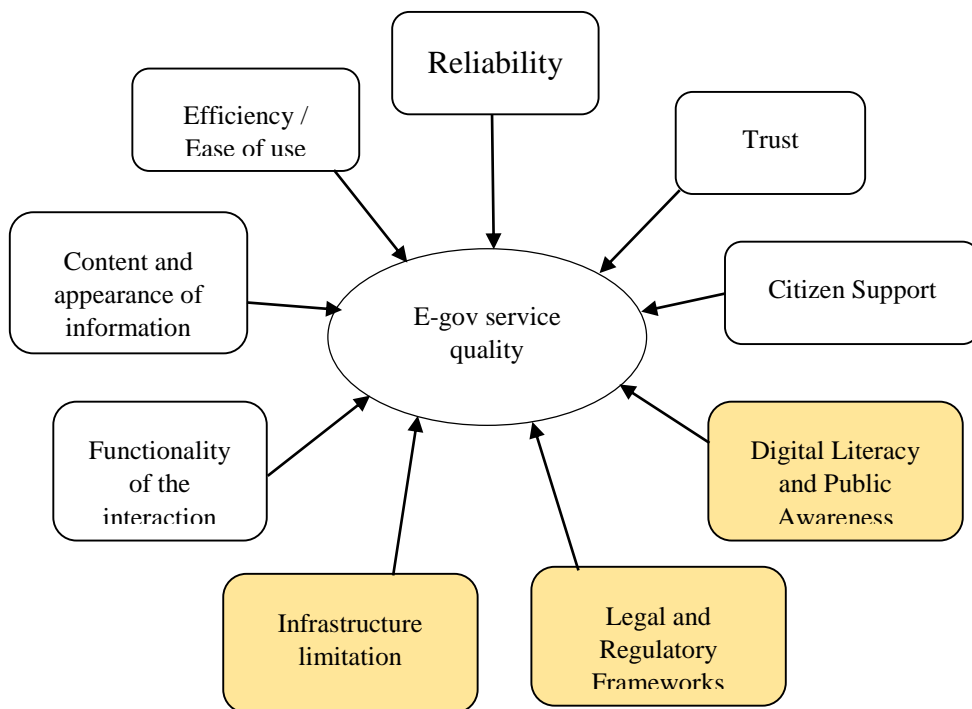 Reliability
Efficiency /
Ease of use
Trust
Content and
appearance of
information
E-gov service
quality
Citizen Support
Functionality
of the
interaction
Digital Literacy
and Public
Awareness
Infrastructure
limitation
Legal and
Regulatory
Frameworks